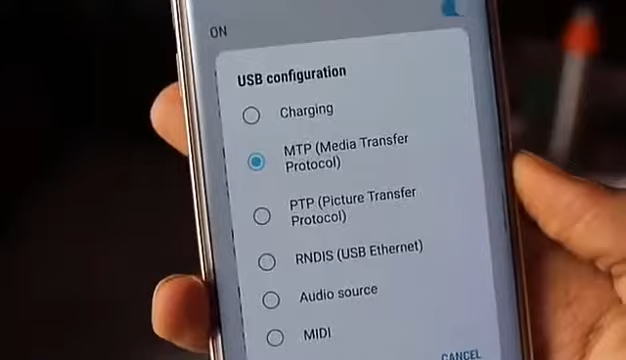 ON
USB configuration
Charging
MTP (Media Transfer
Protocol)
PTP (Picture Transfer
Protocol)
RNDIS (USB Ethernet)
Audio source
MIDI
CANCEL